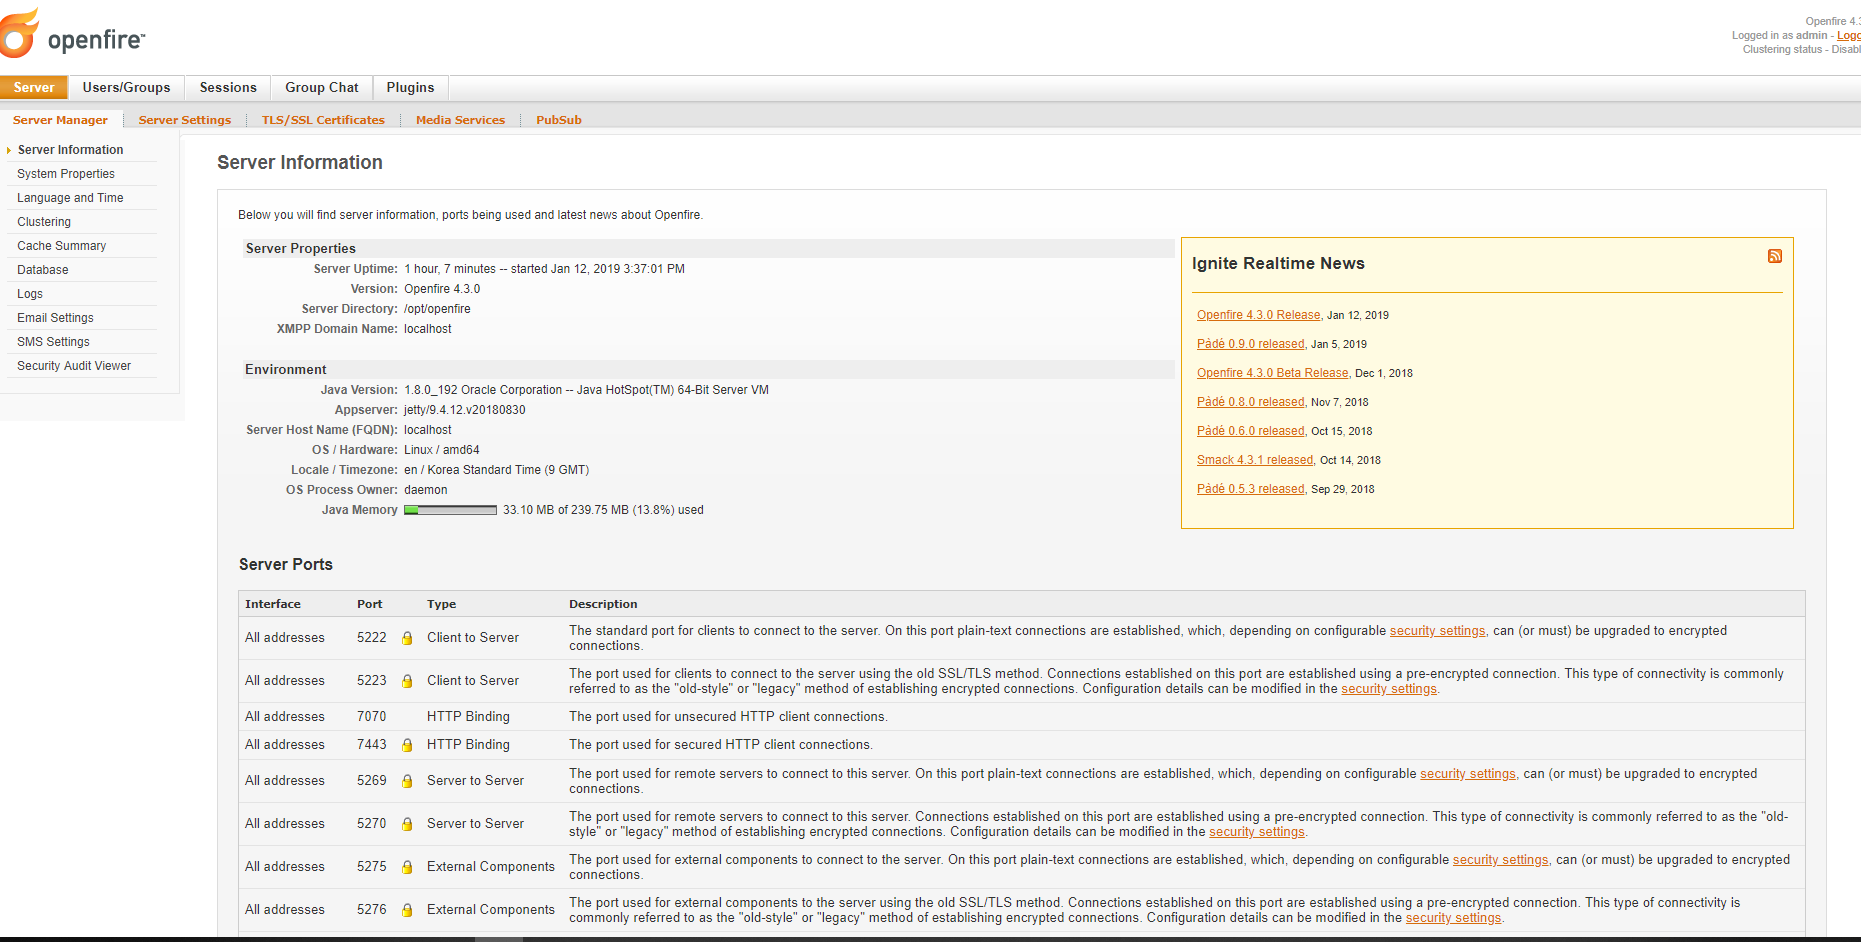 openfire™
Openfire 4.3
Logged in as admin - Logo
Clustering status - Disabl
Server Users/Groups Sessions Group Chat Plugins
Server Manager Server Settings TLS/SSL Certificates Media Services PubSub
Server Information
System Properties
Language and Time
Clustering
Cache Summary
Database
Logs
Email Settings
SMS Settings
Security Audit Viewer
Server Information
Below you will find server information, ports being used and latest news about Openfire.
Server Properties
Server Uptime: 1 hour, 7 minutes -- started Jan 12, 2019 3:37:01 PM
Version: Openfire 4.3.0
Server Directory: /opt/openfire
XMPP Domain Name: localhost
Environment
Java Version: 1.8.0_192 Oracle Corporation -- Java HotSpot(TM) 64-Bit Server VM
Appserver: jetty/9.4.12.v20180830
Server Host Name (FQDN): localhost
OS / Hardware: Linux / amd64
Locale / Timezone: en / Korea Standard Time (9 GMT)
OS Process Owner: daemon
Java Memory 33.10 MB of 239.75 MB (13.8%) used
Ignite Realtime News
Openfire 4.3.0 Release, Jan 12, 2019
Pàdé 0.9.0 released, Jan 5, 2019
Openfire 4.3.0 Beta Release, Dec 1, 2018
Pàdé 0.8.0 released, Nov 7, 2018
Pàdé 0.6.0 released, Oct 15, 2018
Smack 4.3.1 released, Oct 14, 2018
Pàdé 0.5.3 released, Sep 29, 2018
Server Ports
Interface Port Type Description
All addresses 5222 Client to Server The standard port for clients to connect to the server. On this port plain-text connections are established, which, depending on configurable security settings, can (or must) be upgraded to encrypted
connections.
All addresses 5223 Client to Server The port used for clients to connect to the server using the old SSL/TLS method. Connections established on this port are established using a pre-encrypted connection. This type of connectivity is commonly
referred to as the "old-style" or "legacy" method of establishing encrypted connections. Configuration details can be modified in the security settings.
All addresses 7070 HTTP Binding The port used for unsecured HTTP client connections.
All addresses 7443 HTTP Binding The port used for secured HTTP client connections.
All addresses 5269 Server to Server The port used for remote servers to connect to this server. On this port plain-text connections are established, which, depending on configurable security settings, can (or must) be upgraded to encrypted
connections.
All addresses 5270 Server to Server The port used for remote servers to connect to this server. Connections established on this port are established using a pre-encrypted connection. This type of connectivity is commonly referred to as the "old-
style" or "legacy" method of establishing encrypted connections. Configuration details can be modified in the security settings.
All addresses 5275 External Components The port used for external components to connect to the server. On this port plain-text connections are established, which, depending on configurable security settings, can (or must) be upgraded to encrypted
connections.
All addresses 5276 External Components The port used for external components to the server using the old SSL/TLS method. Connections established on this port are established using a pre-encrypted connection. This type of connectivity is
commonly referred to as the "old-style" or "legacy" method of establishing encrypted connections. Configuration details can be modified in the security settings.